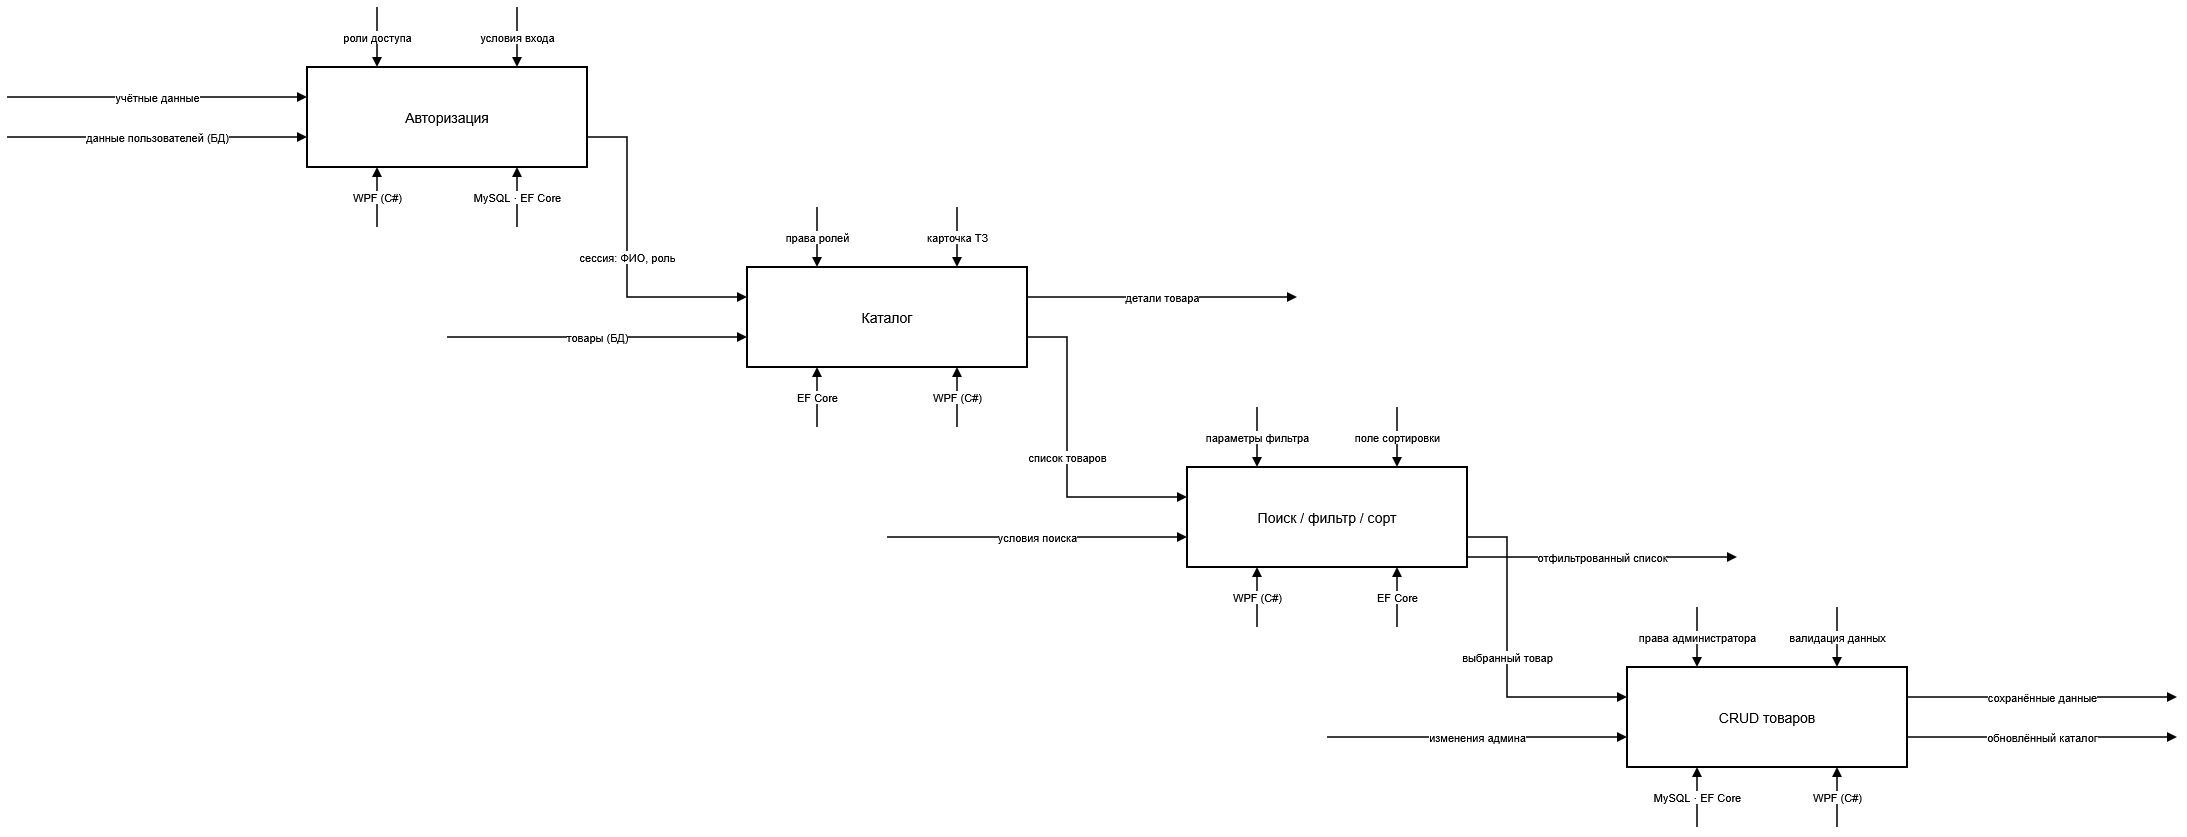 роли доступа
условия входа
учётные данные
Авторизация
данные пользователей (БД)
WPF (C#)
MySQL · EF Core
права ролей
карточка ТЗ
сессия: ФИО, роль
детали товара
Каталог
товары (БД)
EF Core
WPF (C#)
параметры фильтра
поле сортировки
список товаров
Поиск / фильтр / сорт
условия поиска
отфильтрованный список
WPF (C#)
EF Core
права администратора
валидация данных
выбранный товар
сохранённые данные
CRUD товаров
изменения админа
обновлённый каталог
MySQL · EF Core
WPF (C#)